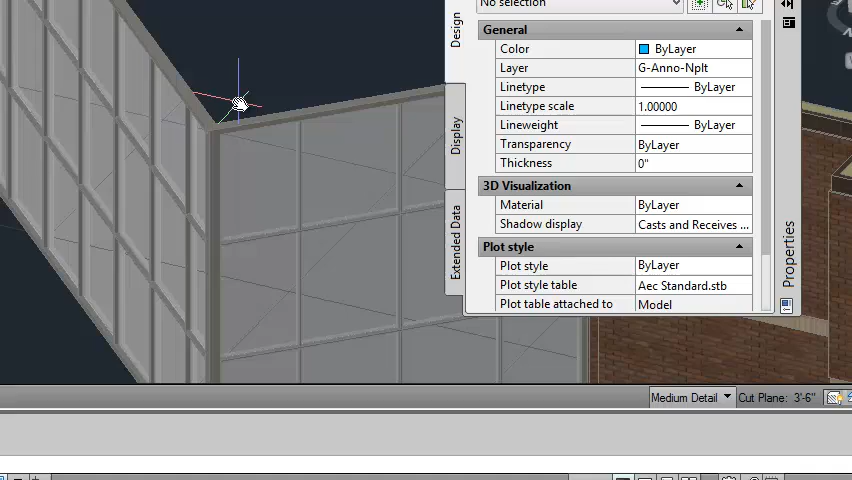 No selection
Design
General
Color ByLayer
Layer G-Anno-Nplt
Linetype ByLayer
Linetype scale 1.00000
Lineweight ByLayer
Transparency ByLayer
Thickness 0"
Display
3D Visualization
Material ByLayer
Shadow display Casts and Receives ...
Extended Data
Plot style
Plot style ByLayer
Plot style table Aec Standard.stb
Plot table attached to Model
Properties
Medium Detail Cut Plane: 3'-6"